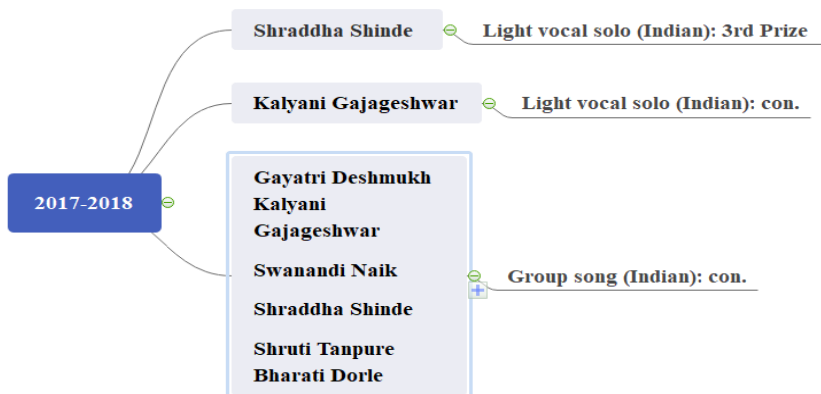 2017-2018
Shraddha Shinde
Light vocal solo (Indian): 3rd Prize
Kalyani Gajageshwar
Light vocal solo (Indian): con.
Gayatri Deshmukh
Kalyani
Gajageshwar
Swanandi Naik
Shraddha Shinde
Shruti Tanpure
Bharati Dorle
Group song (Indian): con.